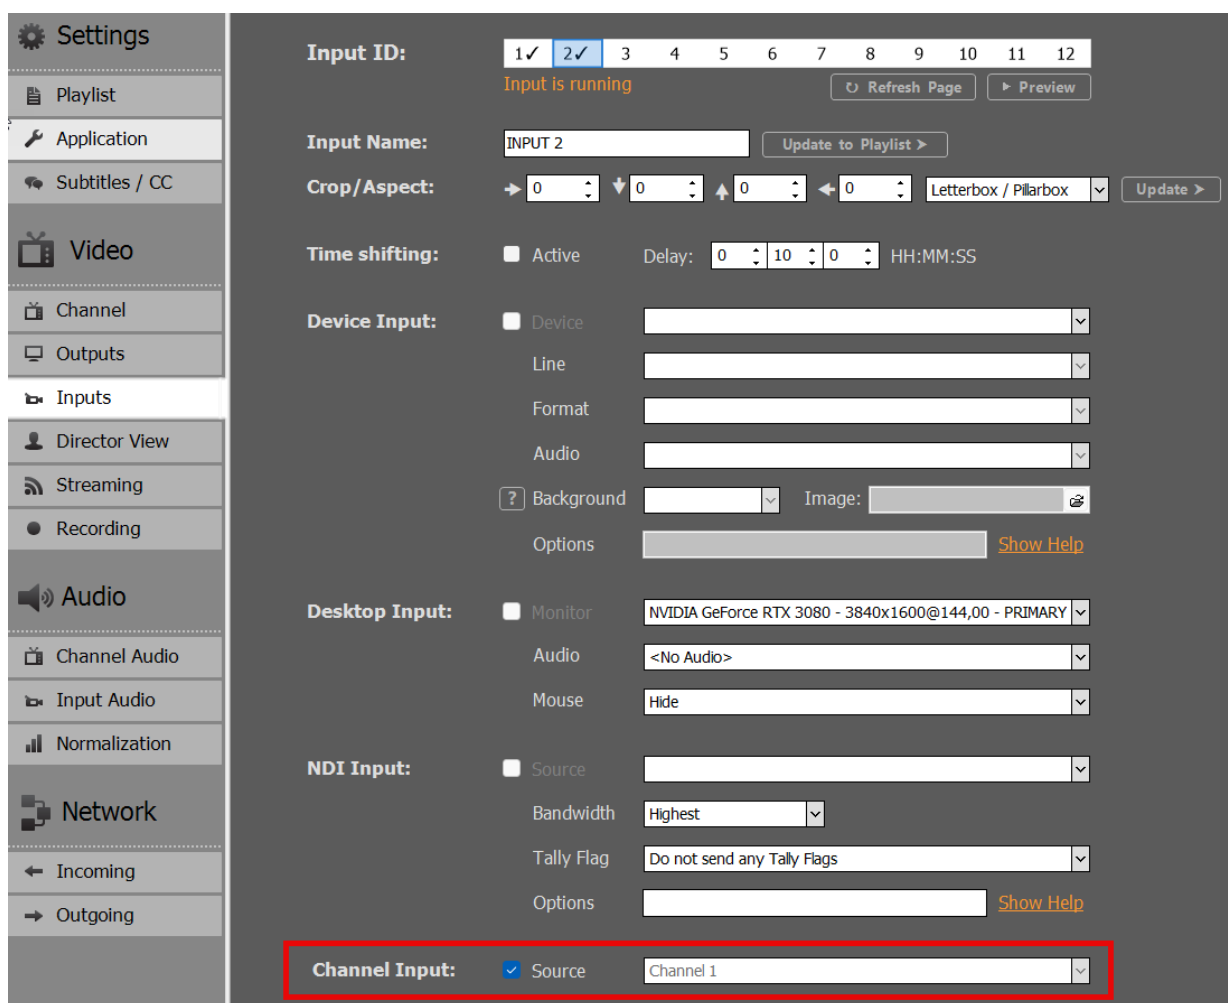 Settings
Playlist
Application
Subtitles / CC
Video
Channel
Outputs
Inputs
Director View
Streaming
Recording
Audio
Channel Audio
Input Audio
Normalization
Network
Incoming
Outgoing
Input ID: 1✓ 2✓ 3 4 5 6 7 8 9 10 11 12
Input is running Refresh Page Preview
Input Name: INPUT 2 Update to Playlist ➤
Crop/Aspect: 0 0 0 0 Letterbox / Pillarbox Update ➤
Time shifting: Active Delay: 0 10 0 HH:MM:SS
Device Input: Device
Line
Format
Audio
? Background Image:
Options Show Help
Desktop Input: Monitor NVIDIA GeForce RTX 3080 - 3840x1600@144,00 - PRIMARY
Audio <No Audio>
Mouse Hide
NDI Input: Source
Bandwidth Highest
Tally Flag Do not send any Tally Flags
Options Show Help
Channel Input: Source Channel 1